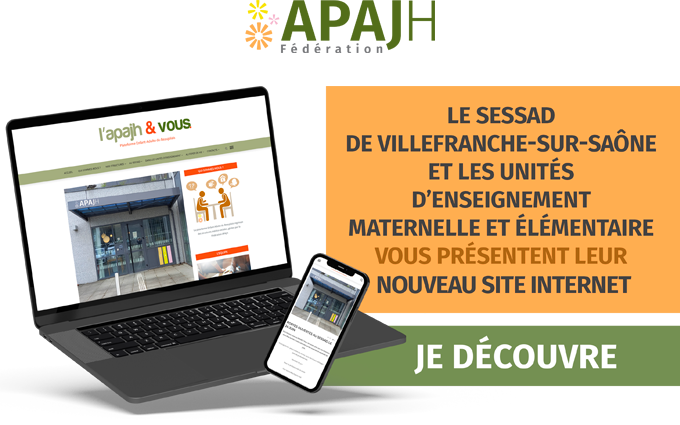 APAJH
Fédération
l'apajh & vous
APAJH
LE SESSAD
DE VILLEFRANCHE-SUR-SAÔNE
ET LES UNITÉS
D'ENSEIGNEMENT
MATERNELLE ET ÉLÉMENTAIRE
VOUS PRÉSENTENT LEUR
NOUVEAU SITE INTERNET
JE DÉCOUVRE